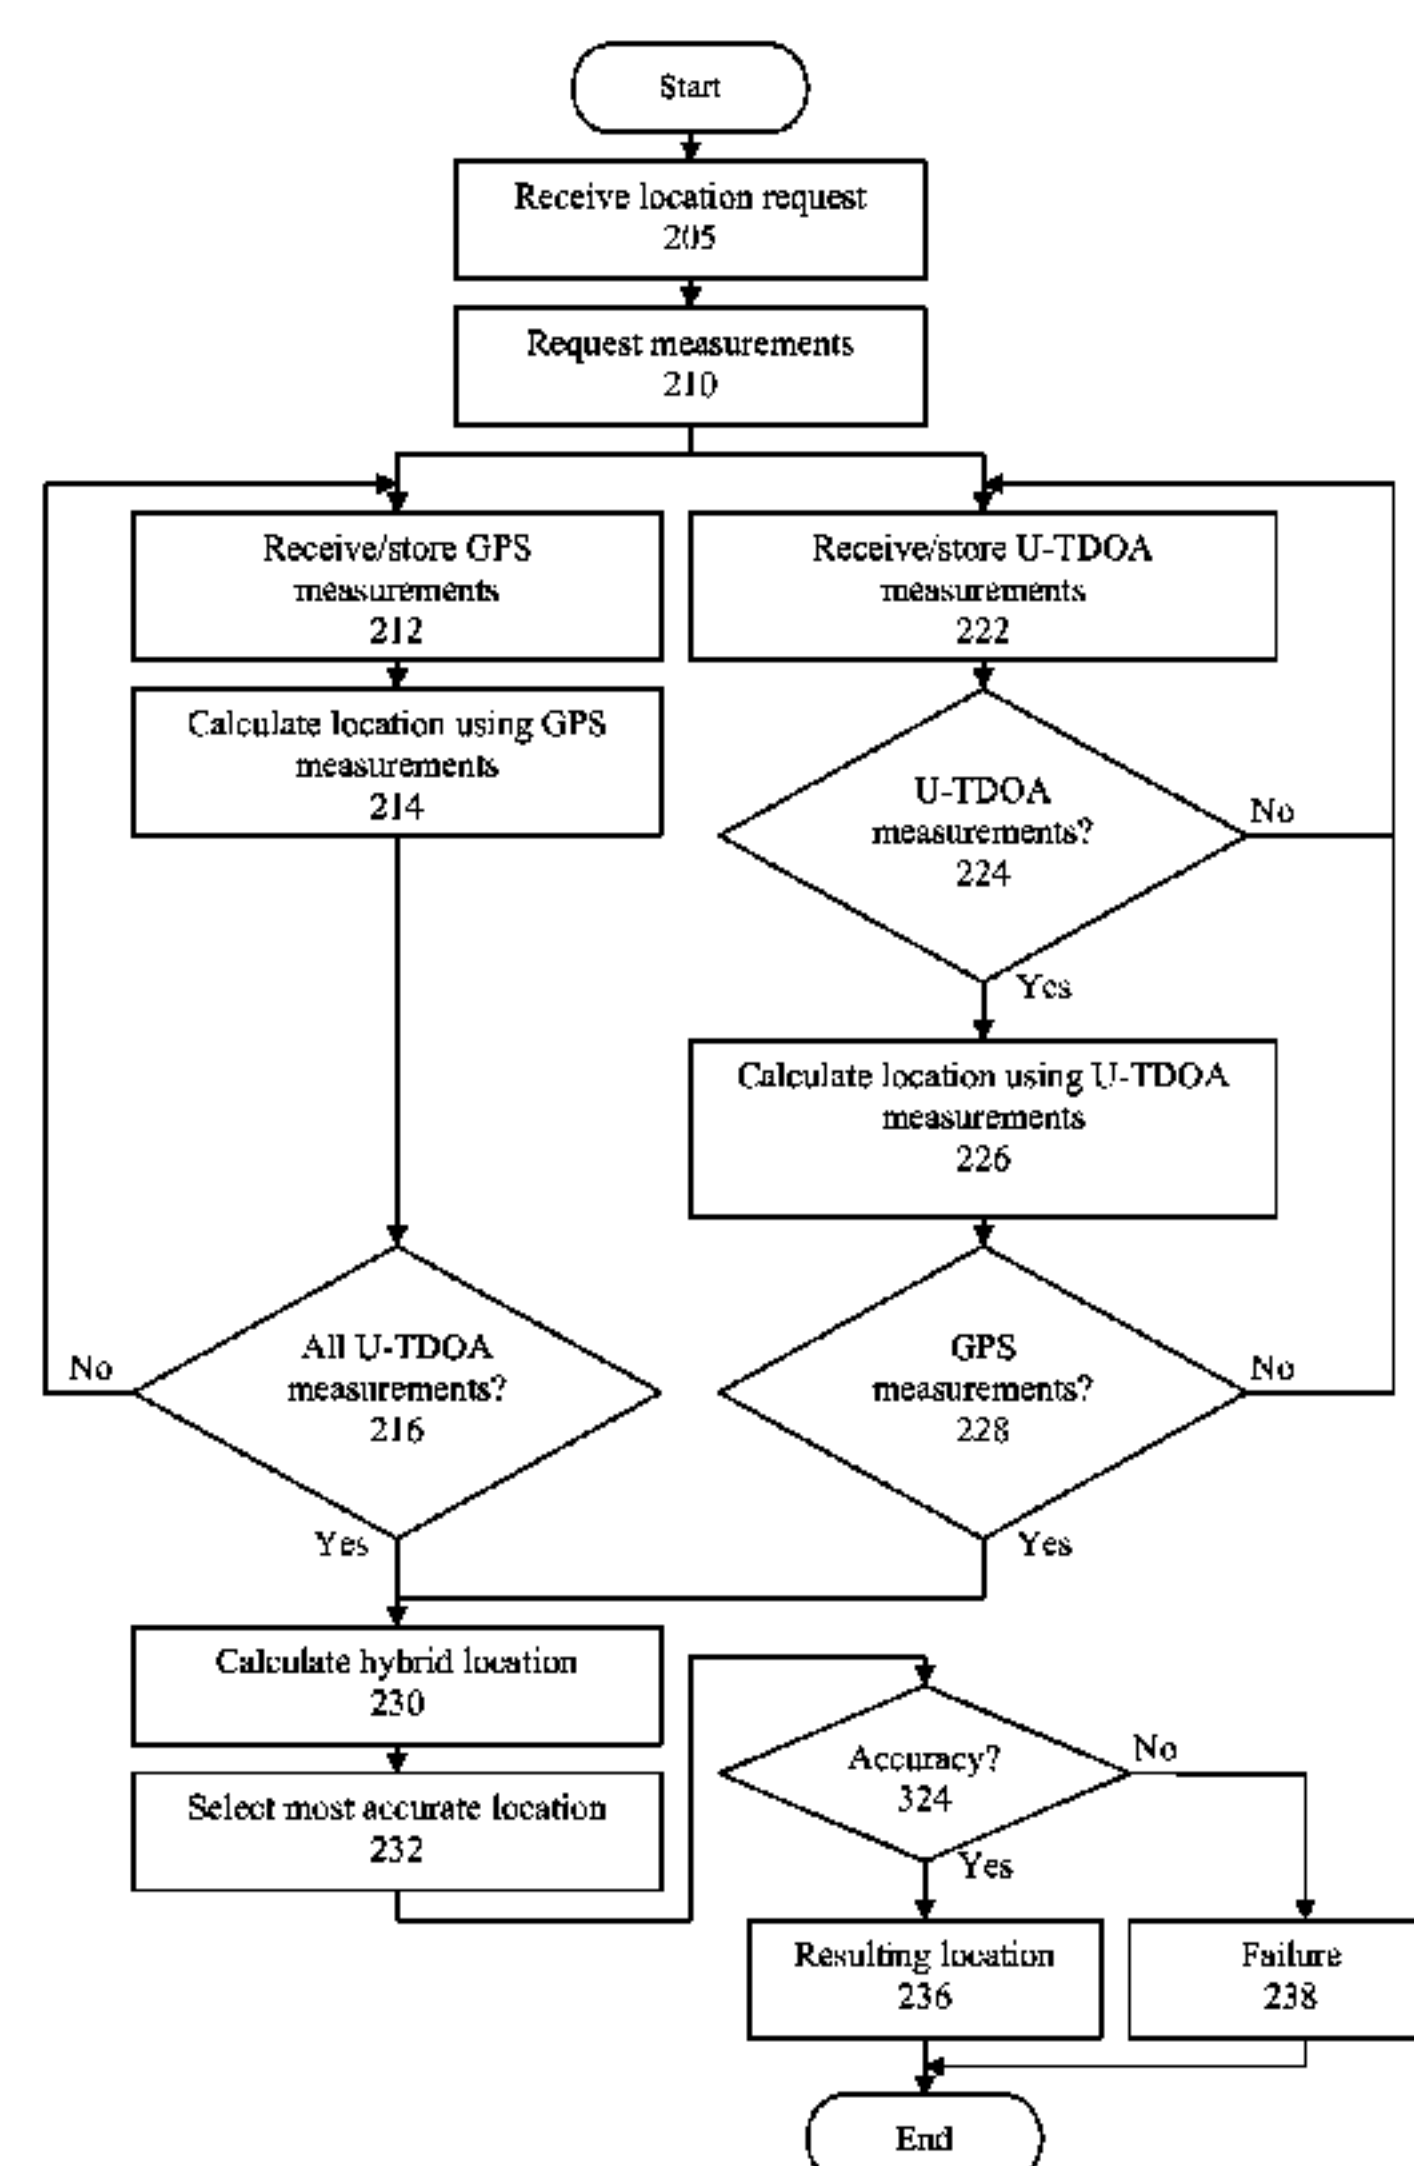 Start
Receive location request
205
Request measurements
210
Receive/store GPS
measurements
212
Receive/store U-TDOA
measurements
222
Calculate location using GPS
measurements
214
U-TDOA
measurements?
224
No
Yes
Calculate location using U-TDOA
measurements
226
All U-TDOA
measurements?
216
No
Yes
GPS
measurements?
228
No
Yes
Calculate hybrid location
230
Select most accurate location
232
Accuracy?
324
No
Yes
Resulting location
236
Failure
238
End